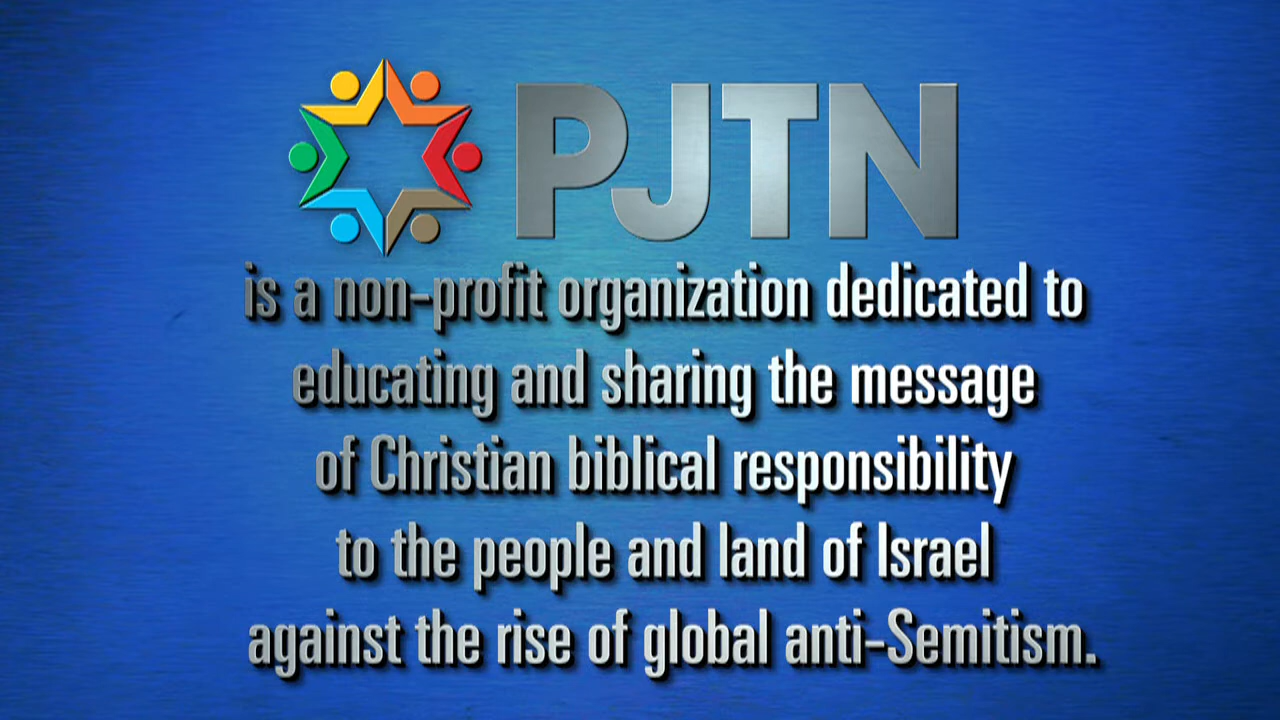 PJTN
is a non-profit organization dedicated to
educating and sharing the message
of Christian biblical responsibility
to the people and land of Israel
against the rise of global anti-Semitism.